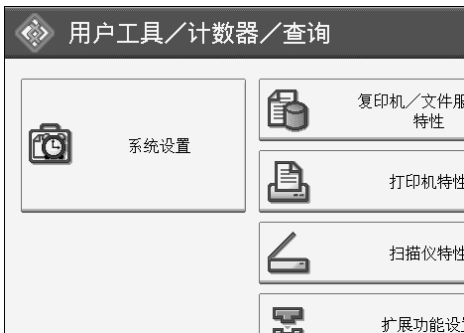 用户工具／计数器／查询
系统设置
复印机／文件服
特性
打印机特性
扫描仪特性
扩展功能设